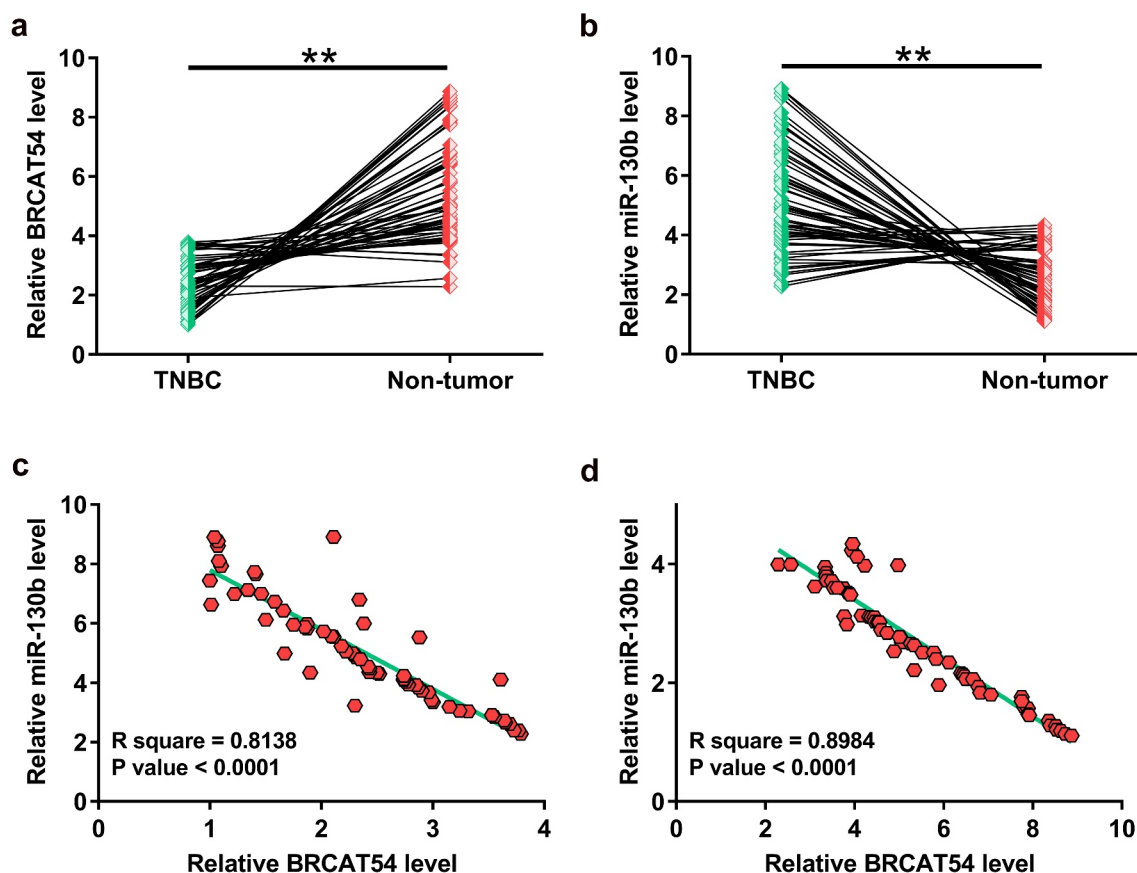 a
**
Relative BRCAT54 level
10
8
6
4
2
0
TNBC
Non-tumor
b
**
Relative miR-130b level
10
8
6
4
2
0
TNBC
Non-tumor
c
Relative miR-130b level
10
8
6
4
2
0
R square = 0.8138
P value < 0.0001
0 1 2 3 4
Relative BRCAT54 level
d
Relative miR-130b level
4
2
0
R square = 0.8984
P value < 0.0001
0 2 4 6 8 10
Relative BRCAT54 level